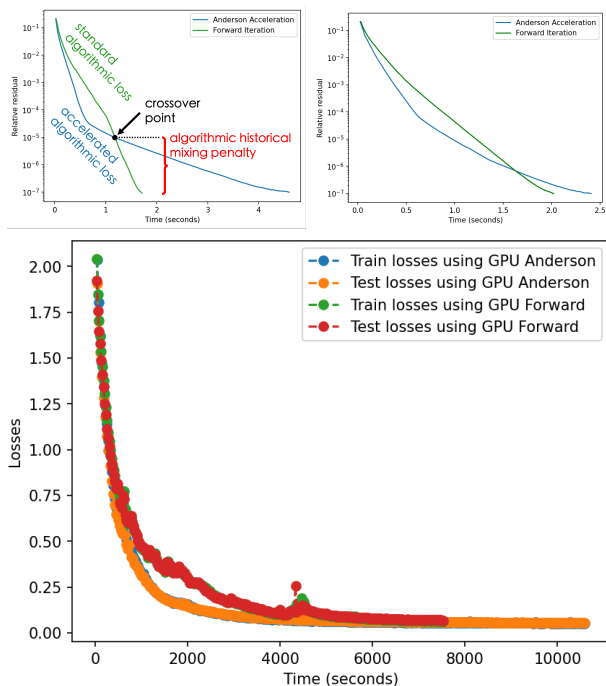 Anderson Acceleration
Forward Iteration
standard
algorithmic loss
accelerated
algorithmic loss
crossover
point
algorithmic historical
mixing penalty
Relative residual
10⁻¹
10⁻²
10⁻³
10⁻⁴
10⁻⁵
10⁻⁶
10⁻⁷
0 1 2 3 4
Time (seconds)
Anderson Acceleration
Forward Iteration
Relative residual
10⁻¹
10⁻²
10⁻³
10⁻⁴
10⁻⁵
10⁻⁶
10⁻⁷
0.0 0.5 1.0 1.5 2.0 2.5
Time (seconds)
Train losses using GPU Anderson
Test losses using GPU Anderson
Train losses using GPU Forward
Test losses using GPU Forward
Losses
2.00
1.75
1.50
1.25
1.00
0.75
0.50
0.25
0.00
0 2000 4000 6000 8000 10000
Time (seconds)